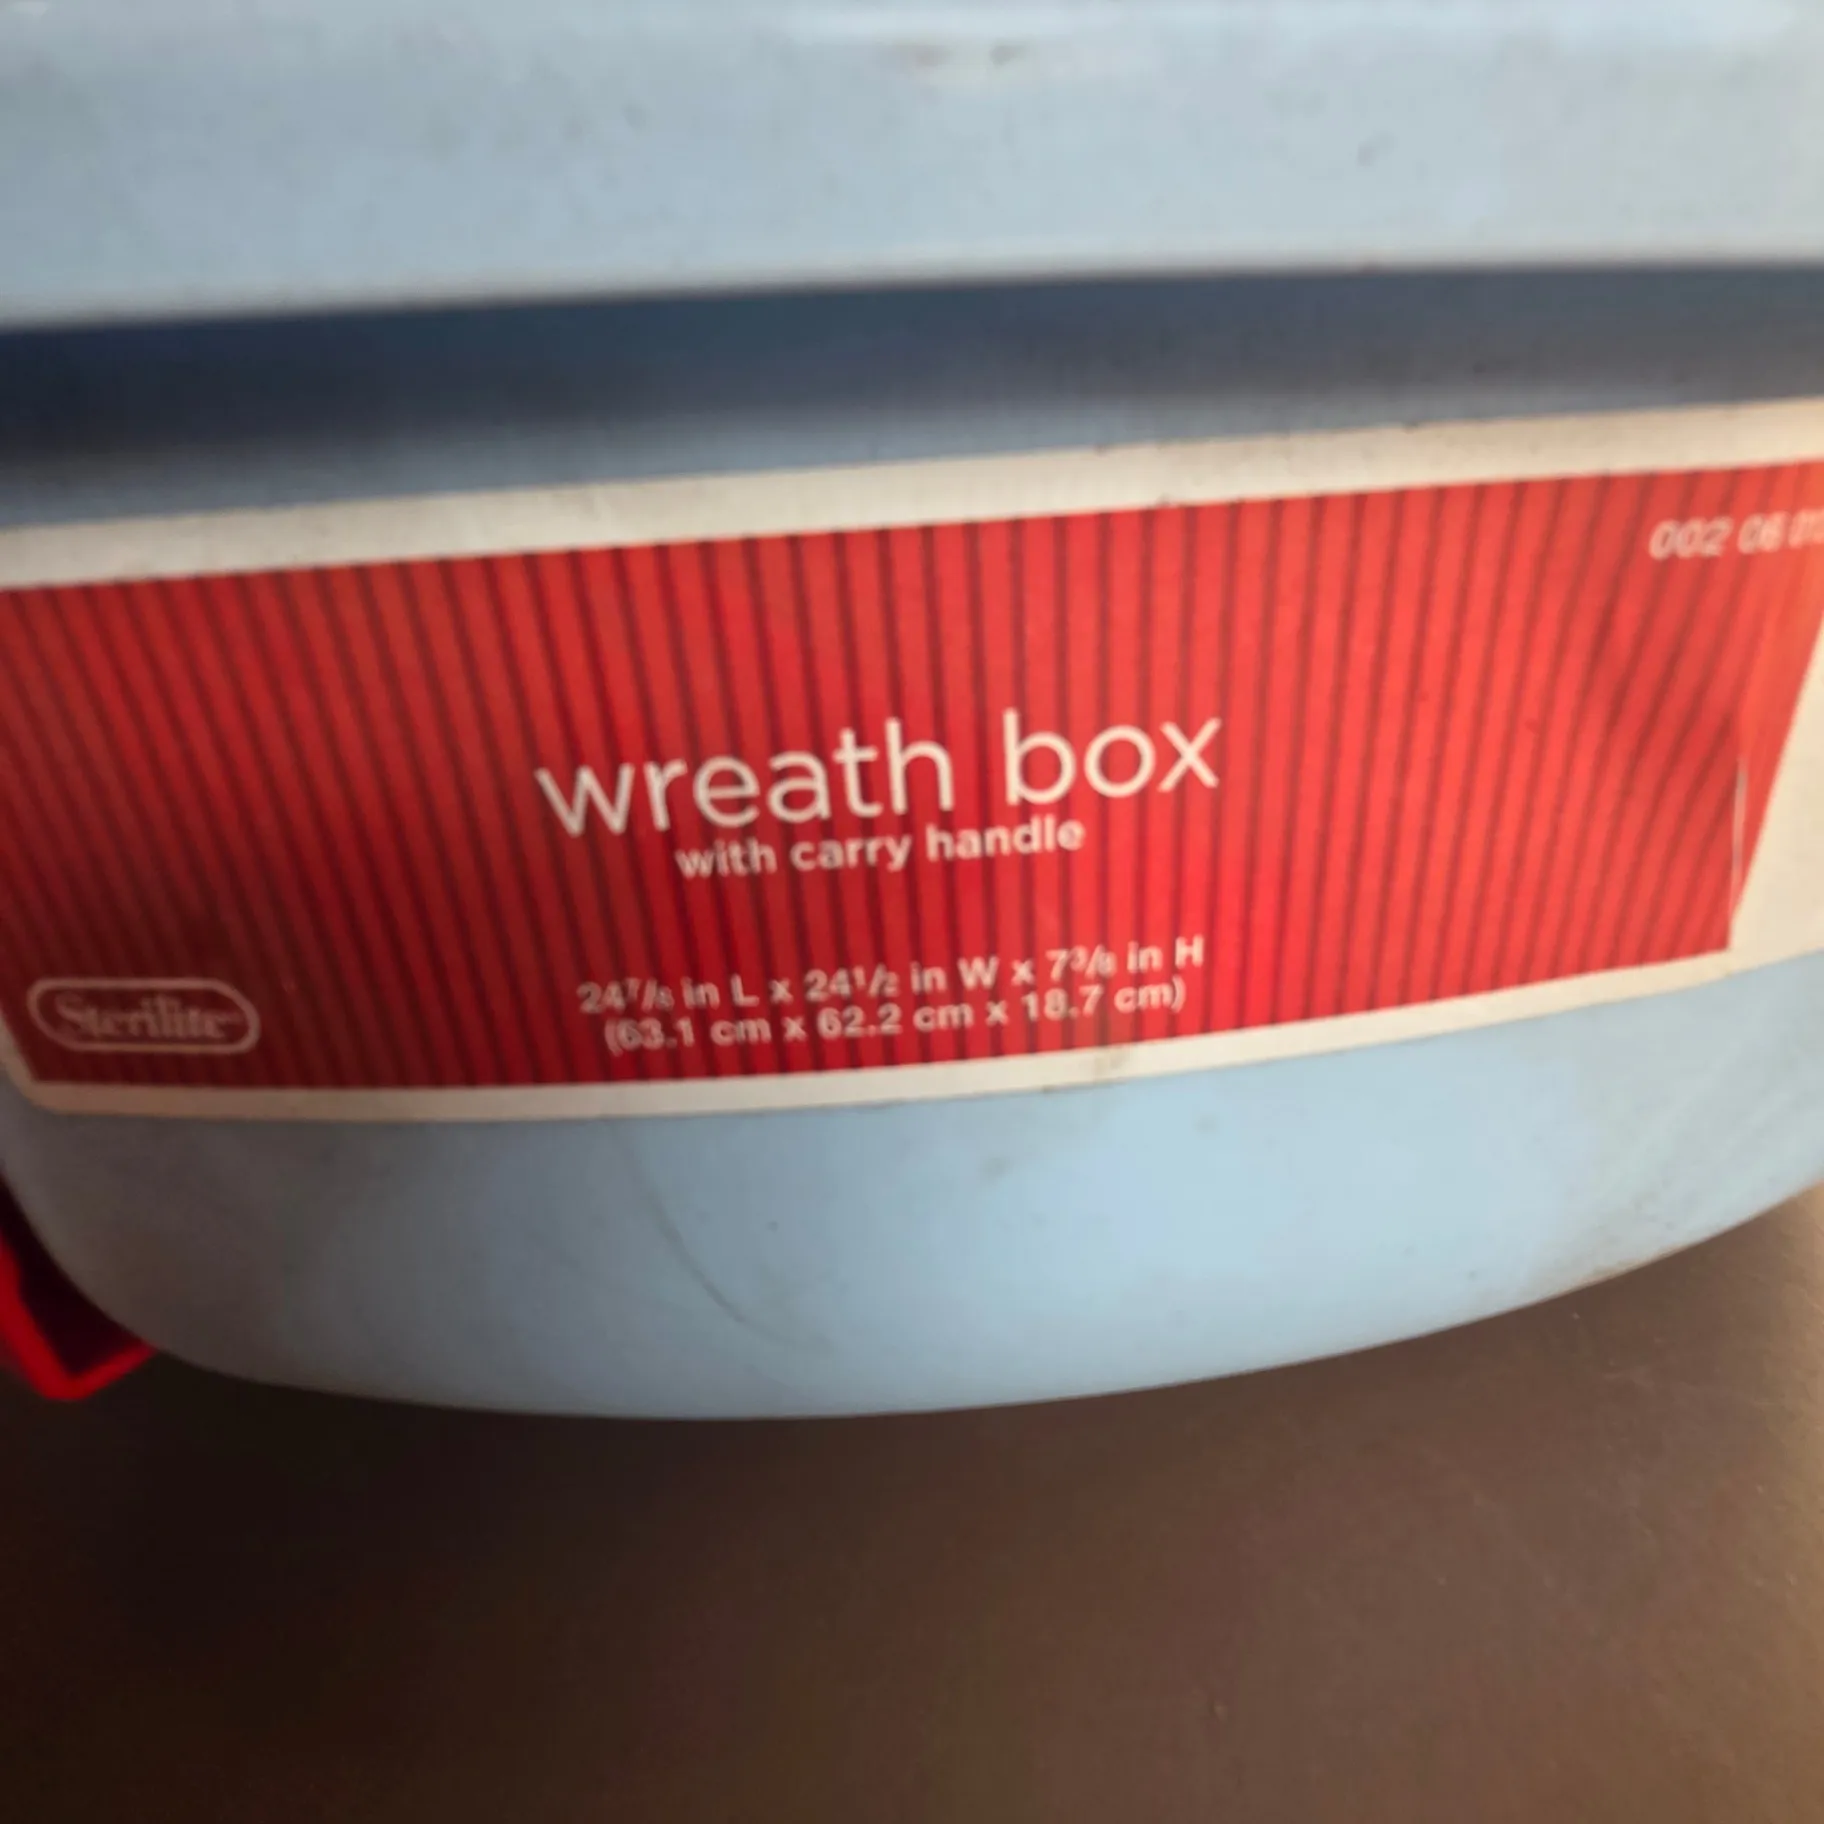 002 06
wreath box
with carry handle
24⁷/₈ in L x 24¹/₂ in W x 7³/₈ in H
(63.1 cm x 62.2 cm x 18.7 cm)
Sterilite